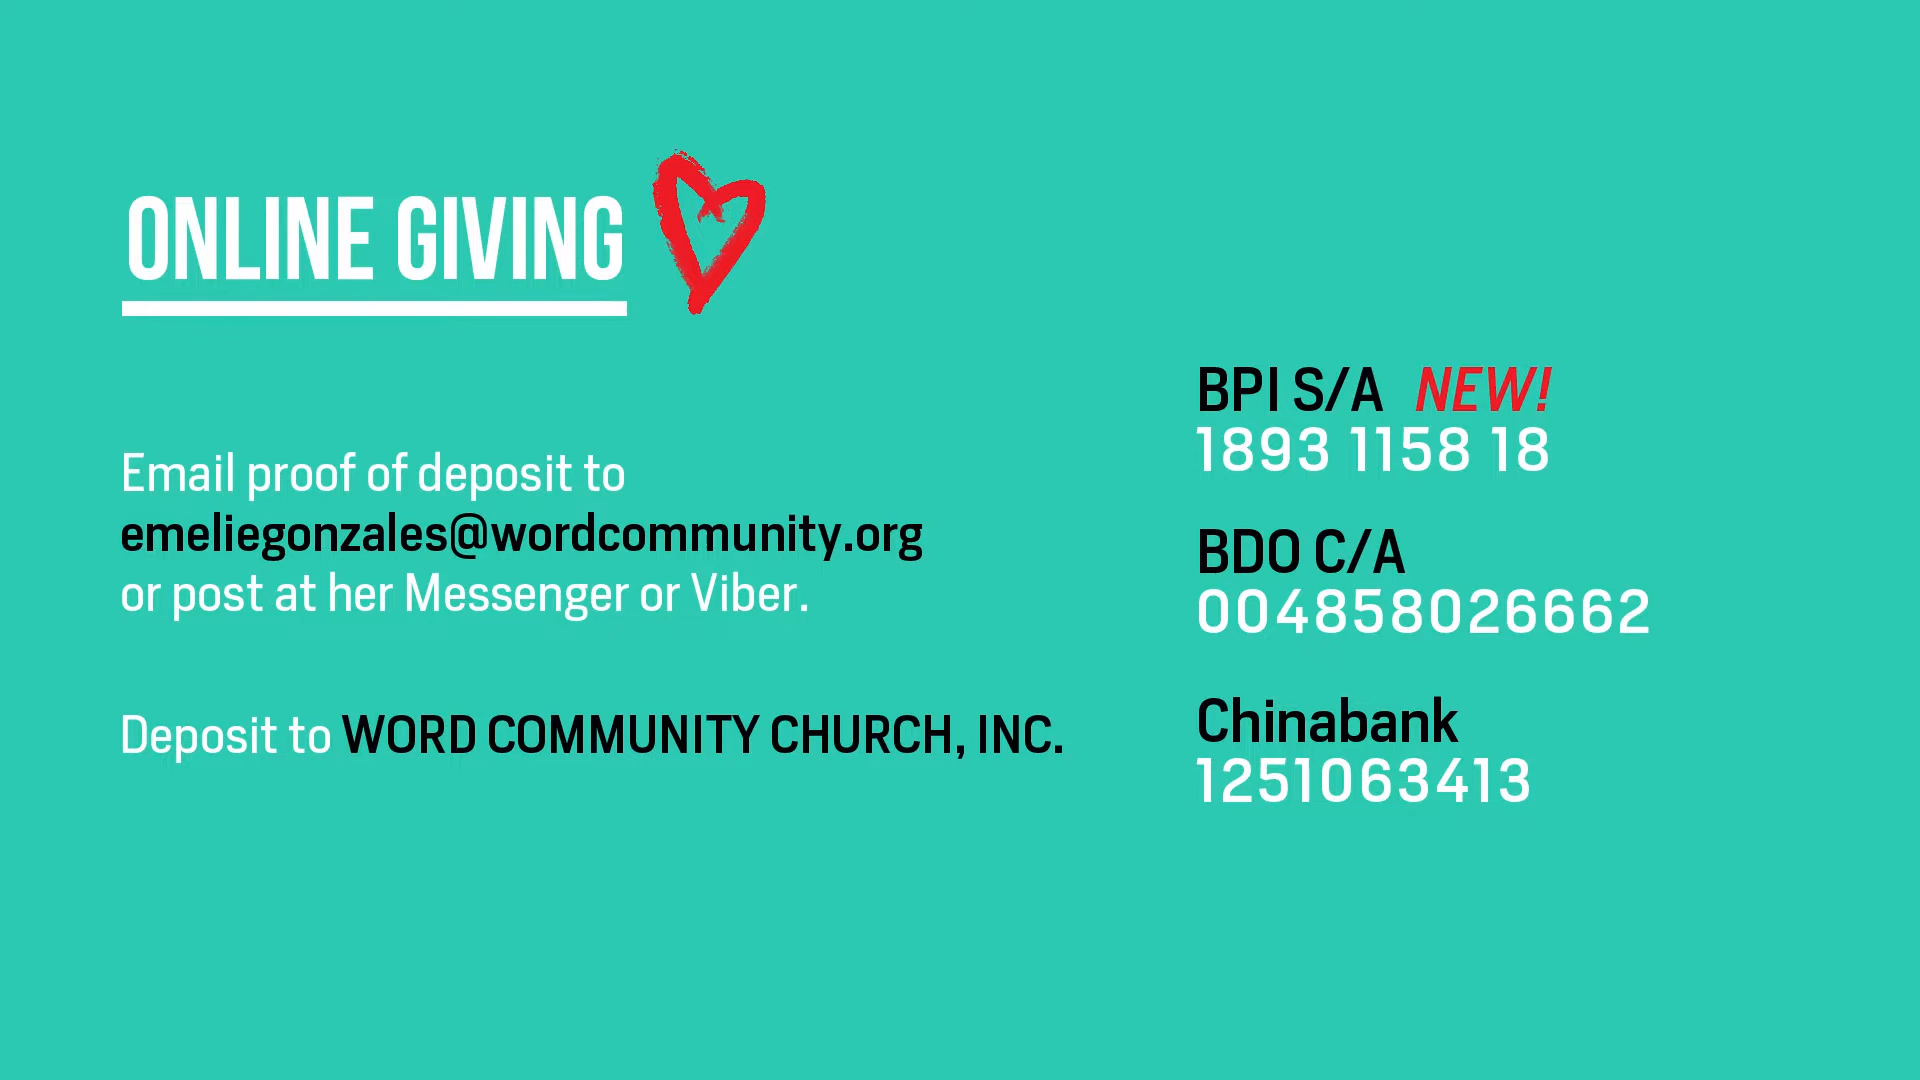 ONLINE GIVING
Email proof of deposit to
emeliegonzales@wordcommunity.org
or post at her Messenger or Viber.
Deposit to WORD COMMUNITY CHURCH, INC.
BPI S/A NEW!
1893 1158 18
BDO C/A
004858026662
Chinabank
1251063413